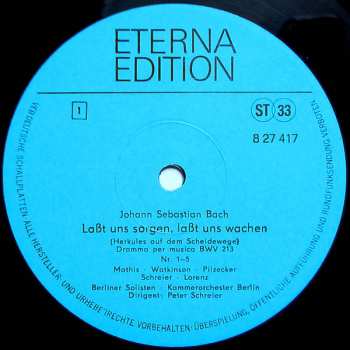 ETERNA
EDITION
1
ST 33
8 27 417
Johann Sebastian Bach
Laßt uns sorgen, laßt uns wachen
(Herkules auf dem Scheidewege)
Dramma per musica BWV 213
Nr. 1-5
Mathis · Watkinson · Pilzecker
Schreier · Lorenz
Berliner Solisten · Kammerorchester Berlin
Dirigent: Peter Schreier
VEB DEUTSCHE SCHALLPLATTEN ALLE HERSTELLER- UND URHEBERRECHTE VORBEHALTEN: ÜBERSPIELUNG, ÖFFENTLICHE AUFFÜHRUNG UND RUNDFUNKSENDUNG VERBOTEN